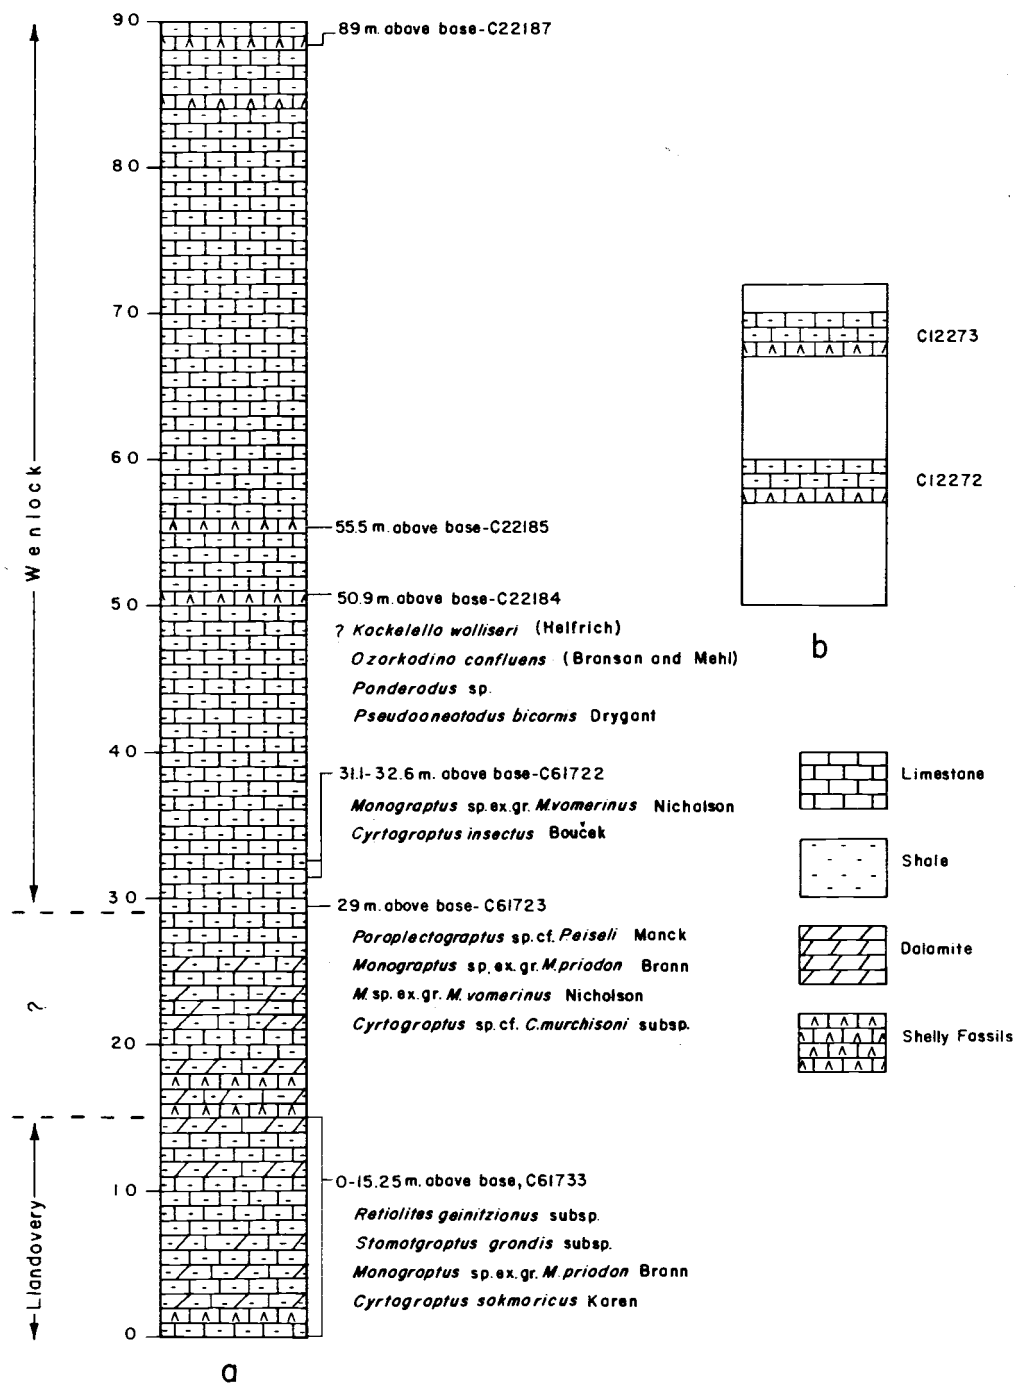 90
89 m. above base-C22187
80
70
C12273
60
C12272
Wenlock
55.5 m. above base-C22185
50
50.9 m. above base-C22184
? Kockelella walliseri (Helfrich)
Ozarkodina confluens (Branson and Mehl)
Panderodus sp.
Pseudooneotodus bicornis Drygant
b
40
31.1-32.6 m. above base-C61722
Monograptus sp.ex.gr. M.vomerinus Nicholson
Cyrtograptus insectus Bouček
Limestone
Shale
30
29 m. above base- C61723
Paraplectograptus sp.cf. P.eiseli Manck
Monograptus sp.ex.gr. M.priodon Bronn
M. sp.ex.gr. M. vomerinus Nicholson
Cyrtograptus sp.cf. C.murchisoni subsp.
Dolomite
?
20
Shelly Fossils
10
0-15.25 m. above base, C61733
Retiolites geinitzianus subsp.
Stomatgraptus grandis subsp.
Monograptus sp.ex.gr. M.priodon Bronn
Cyrtograptus sakmaricus Koren
Llandovery
0
a